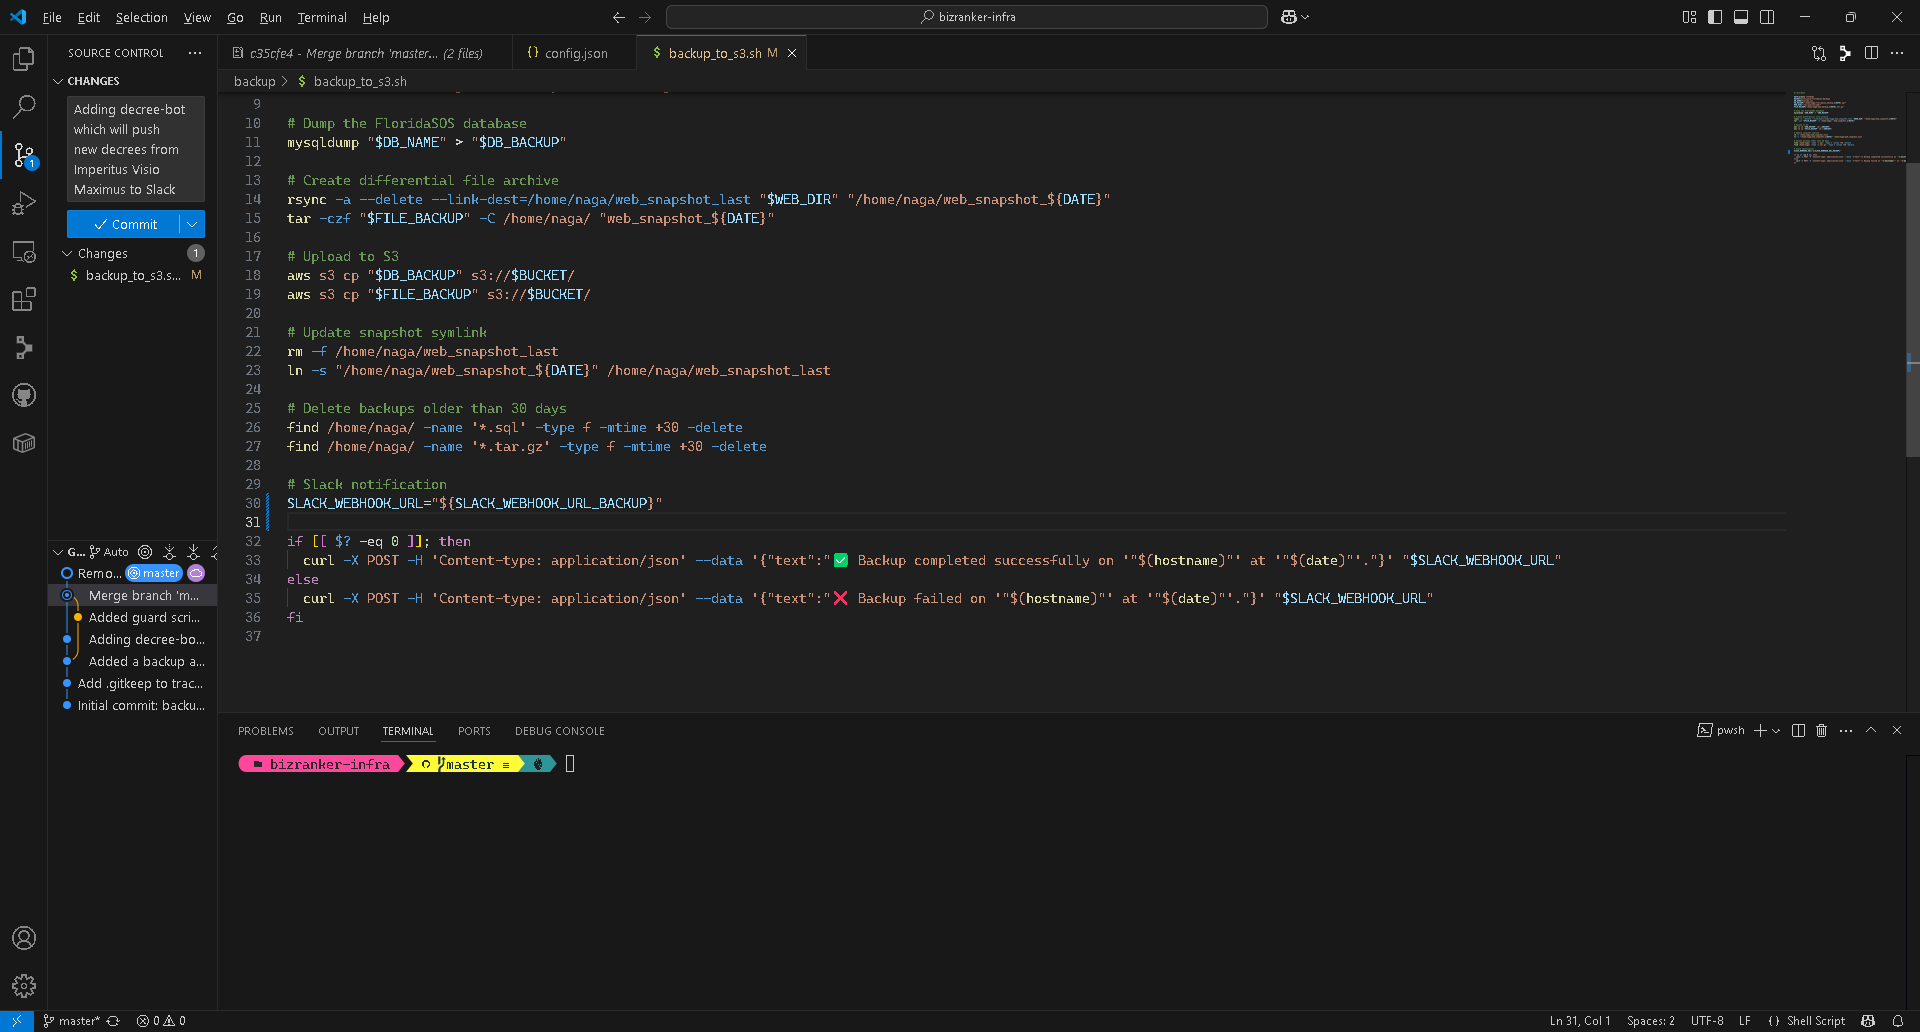 File Edit Selection View Go Run Terminal Help
bizranker-infra
SOURCE CONTROL
c35cfe4 - Merge branch 'master... (2 files)
config.json
backup_to_s3.sh M
backup > $ backup_to_s3.sh
CHANGES
Adding decree-bot
which will push
new decrees from
Imperitus Visio
Maximus to Slack
Commit
Changes 1
$ backup_to_s3.s... M
9
10 # Dump the FloridaSOS database
11 mysqldump "$DB_NAME" > "$DB_BACKUP"
12
13 # Create differential file archive
14 rsync -a --delete --link-dest=/home/naga/web_snapshot_last "$WEB_DIR" "/home/naga/web_snapshot_${DATE}"
15 tar -czf "$FILE_BACKUP" -C /home/naga/ "web_snapshot_${DATE}"
16
17 # Upload to S3
18 aws s3 cp "$DB_BACKUP" s3://$BUCKET/
19 aws s3 cp "$FILE_BACKUP" s3://$BUCKET/
20
21 # Update snapshot symlink
22 rm -f /home/naga/web_snapshot_last
23 ln -s "/home/naga/web_snapshot_${DATE}" /home/naga/web_snapshot_last
24
25 # Delete backups older than 30 days
26 find /home/naga/ -name '*.sql' -type f -mtime +30 -delete
27 find /home/naga/ -name '*.tar.gz' -type f -mtime +30 -delete
28
29 # Slack notification
30 SLACK_WEBHOOK_URL="${SLACK_WEBHOOK_URL_BACKUP}"
31
32 if [[ $? -eq 0 ]]; then
33 curl -X POST -H 'Content-type: application/json' --data '{"text":"✅ Backup completed successfully on '"$(hostname)"' at '"$(date)"'."}' "$SLACK_WEBHOOK_URL"
34 else
35 curl -X POST -H 'Content-type: application/json' --data '{"text":"❌ Backup failed on '"$(hostname)"' at '"$(date)"'."}' "$SLACK_WEBHOOK_URL"
36 fi
37
G... Auto
Remo... master
Merge branch 'm...
Added guard scri...
Adding decree-bo...
Added a backup a...
Add .gitkeep to trac...
Initial commit: backu...
PROBLEMS OUTPUT TERMINAL PORTS DEBUG CONSOLE
pwsh
bizranker-infra master ≡
master* 0 0
Ln 31, Col 1 Spaces: 2 UTF-8 LF {} Shell Script